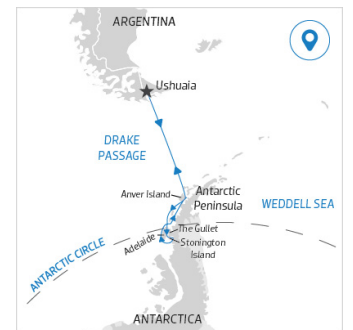 ARGENTINA
Ushuaia
DRAKE
PASSAGE
Anver Island
Antarctic
Peninsula
WEDDELL SEA
The Gullet
Adelaide
Stonington
Island
ANTARCTIC CIRCLE
ANTARCTICA